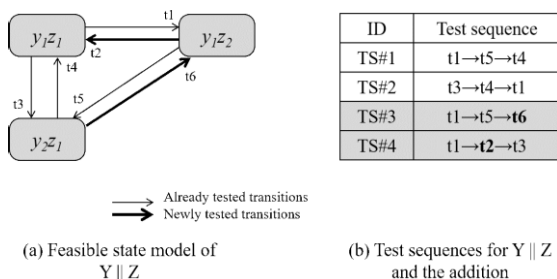 t1
y1z1
y1z2
t2
t4
t6
t3
t5
y2z1
Already tested transitions
Newly tested transitions
(a) Feasible state model of
Y || Z
ID Test sequence
TS#1 t1→t5→t4
TS#2 t3→t4→t1
TS#3 t1→t5→t6
TS#4 t1→t2→t3
(b) Test sequences for Y || Z
and the addition